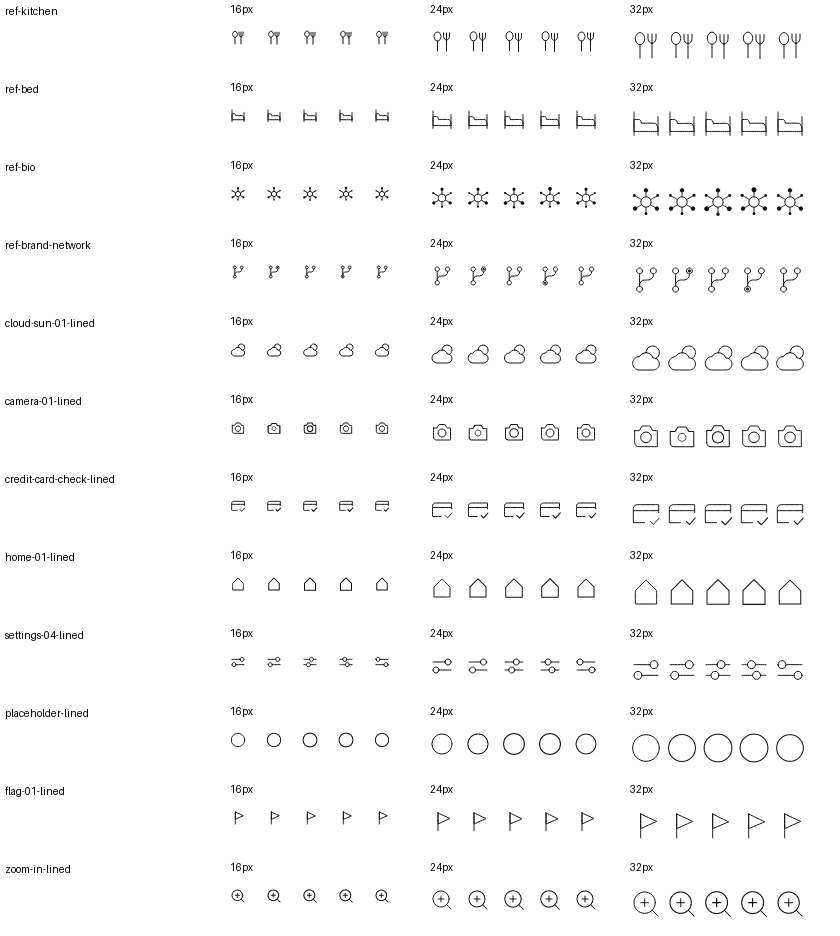 ref-kitchen 16px 24px 32px
ref-bed 16px 24px 32px
ref-bio 16px 24px 32px
ref-brand-network 16px 24px 32px
cloud-sun-01-lined 16px 24px 32px
camera-01-lined 16px 24px 32px
credit-card-check-lined 16px 24px 32px
home-01-lined 16px 24px 32px
settings-04-lined 16px 24px 32px
placeholder-lined 16px 24px 32px
flag-01-lined 16px 24px 32px
zoom-in-lined 16px 24px 32px